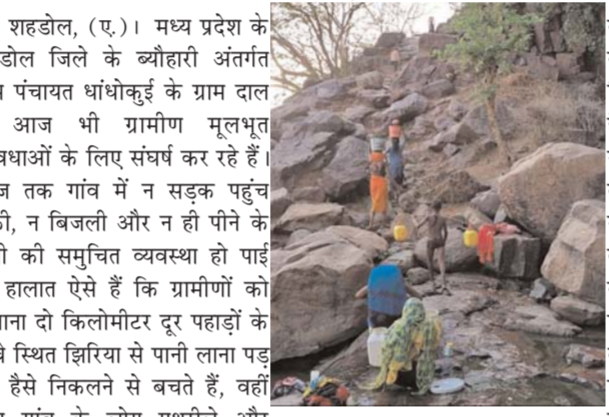 शहडोल, (ए.)। मध्य प्रदेश के
डोल जिले के ब्यौहारी अंतर्गत
पंचायत धांधोकुई के ग्राम दाल
आज भी ग्रामीण मूलभूत
वधाओं के लिए संघर्ष कर रहे हैं।
तक गांव में न सड़क पहुंच
न बिजली और न ही पीने के
की समुचित व्यवस्था हो पाई
हालात ऐसे हैं कि ग्रामीणों को
दो किलोमीटर दूर पहाड़ों के
स्थित झिरिया से पानी लाना पड़
हैसे निकलने से बचते हैं, वहीं